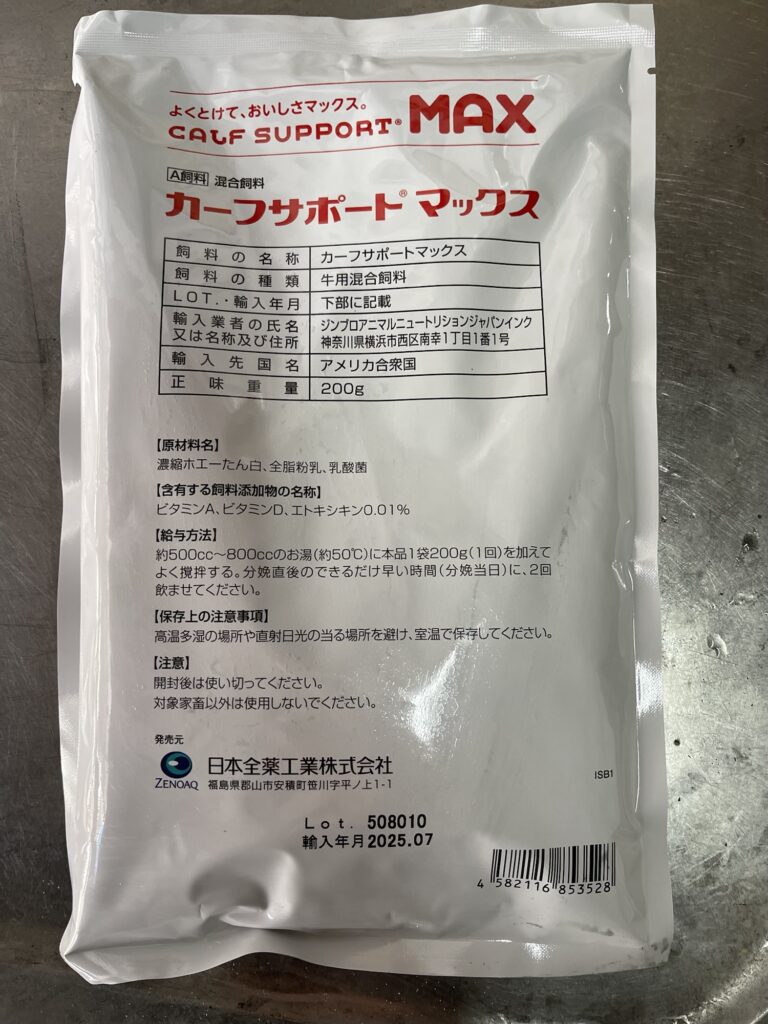 よくとけて、おいしさマックス。
CALF SUPPORT® MAX
A飼料 混合飼料
カーフサポート® マックス
飼料の名称 カーフサポートマックス
飼料の種類 牛用混合飼料
LOT.・輸入年月 下部に記載
輸入業者の氏名 ジンプロアニマルニュートリションジャパンインク
又は名称及び住所 神奈川県横浜市西区南幸1丁目1番1号
輸入先国名 アメリカ合衆国
正味重量 200g
【原材料名】
濃縮ホエーたん白、全脂粉乳、乳酸菌
【含有する飼料添加物の名称】
ビタミンA、ビタミンD、エトキシキン0.01%
【給与方法】
約500cc〜800ccのお湯(約50℃)に本品1袋200g(1回)を加えて
よく攪拌する。分娩直後のできるだけ早い時間(分娩当日)に、2回
飲ませてください。
【保存上の注意事項】
高温多湿の場所や直射日光の当る場所を避け、室温で保存してください。
【注意】
開封後は使い切ってください。
対象家畜以外は使用しないでください。
発売元
ZENOAQ 日本全薬工業株式会社
福島県郡山市安積町笹川字平ノ上1-1
ISB1
Lot. 508010
輸入年月 2025.07
4 582116 853528